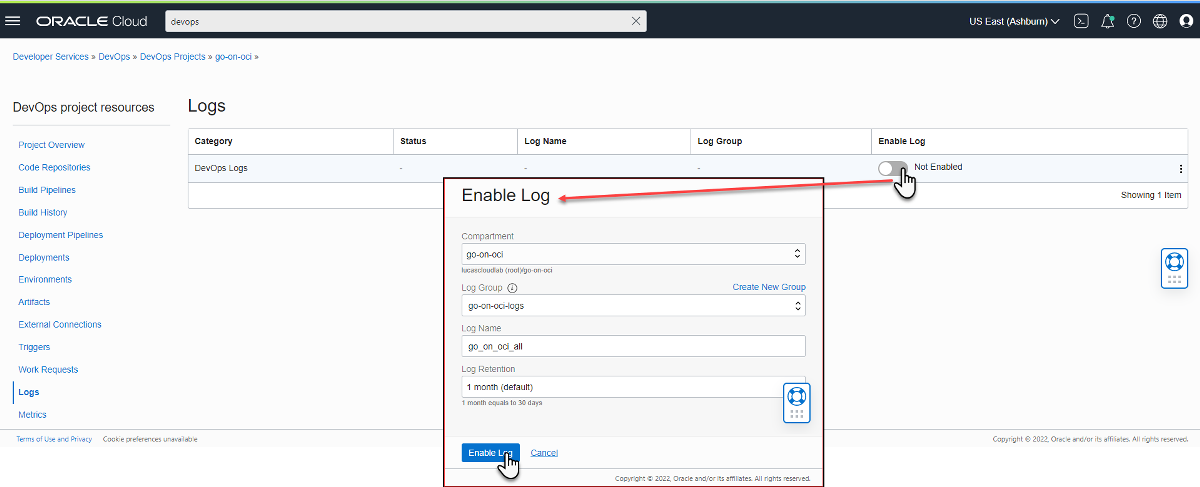 ORACLE Cloud
devops
US East (Ashburn)
Developer Services » DevOps » DevOps Projects » go-on-oci »
DevOps project resources
Project Overview
Code Repositories
Build Pipelines
Build History
Deployment Pipelines
Deployments
Environments
Artifacts
External Connections
Triggers
Work Requests
Logs
Metrics
Logs
Category Status Log Name Log Group Enable Log
DevOps Logs - - - Not Enabled
Showing 1 Item
Enable Log
Compartment
go-on-oci
lucascloudlab (root)/go-on-oci
Log Group Create New Group
go-on-oci-logs
Log Name
go_on_oci_all
Log Retention
1 month (default)
1 month equals to 30 days
Enable Log Cancel
Copyright © 2022, Oracle and/or its affiliates. All rights reserved.
Terms of Use and Privacy Cookie preferences unavailable
Copyright © 2022, Oracle and/or its affiliates. All rights reserved.